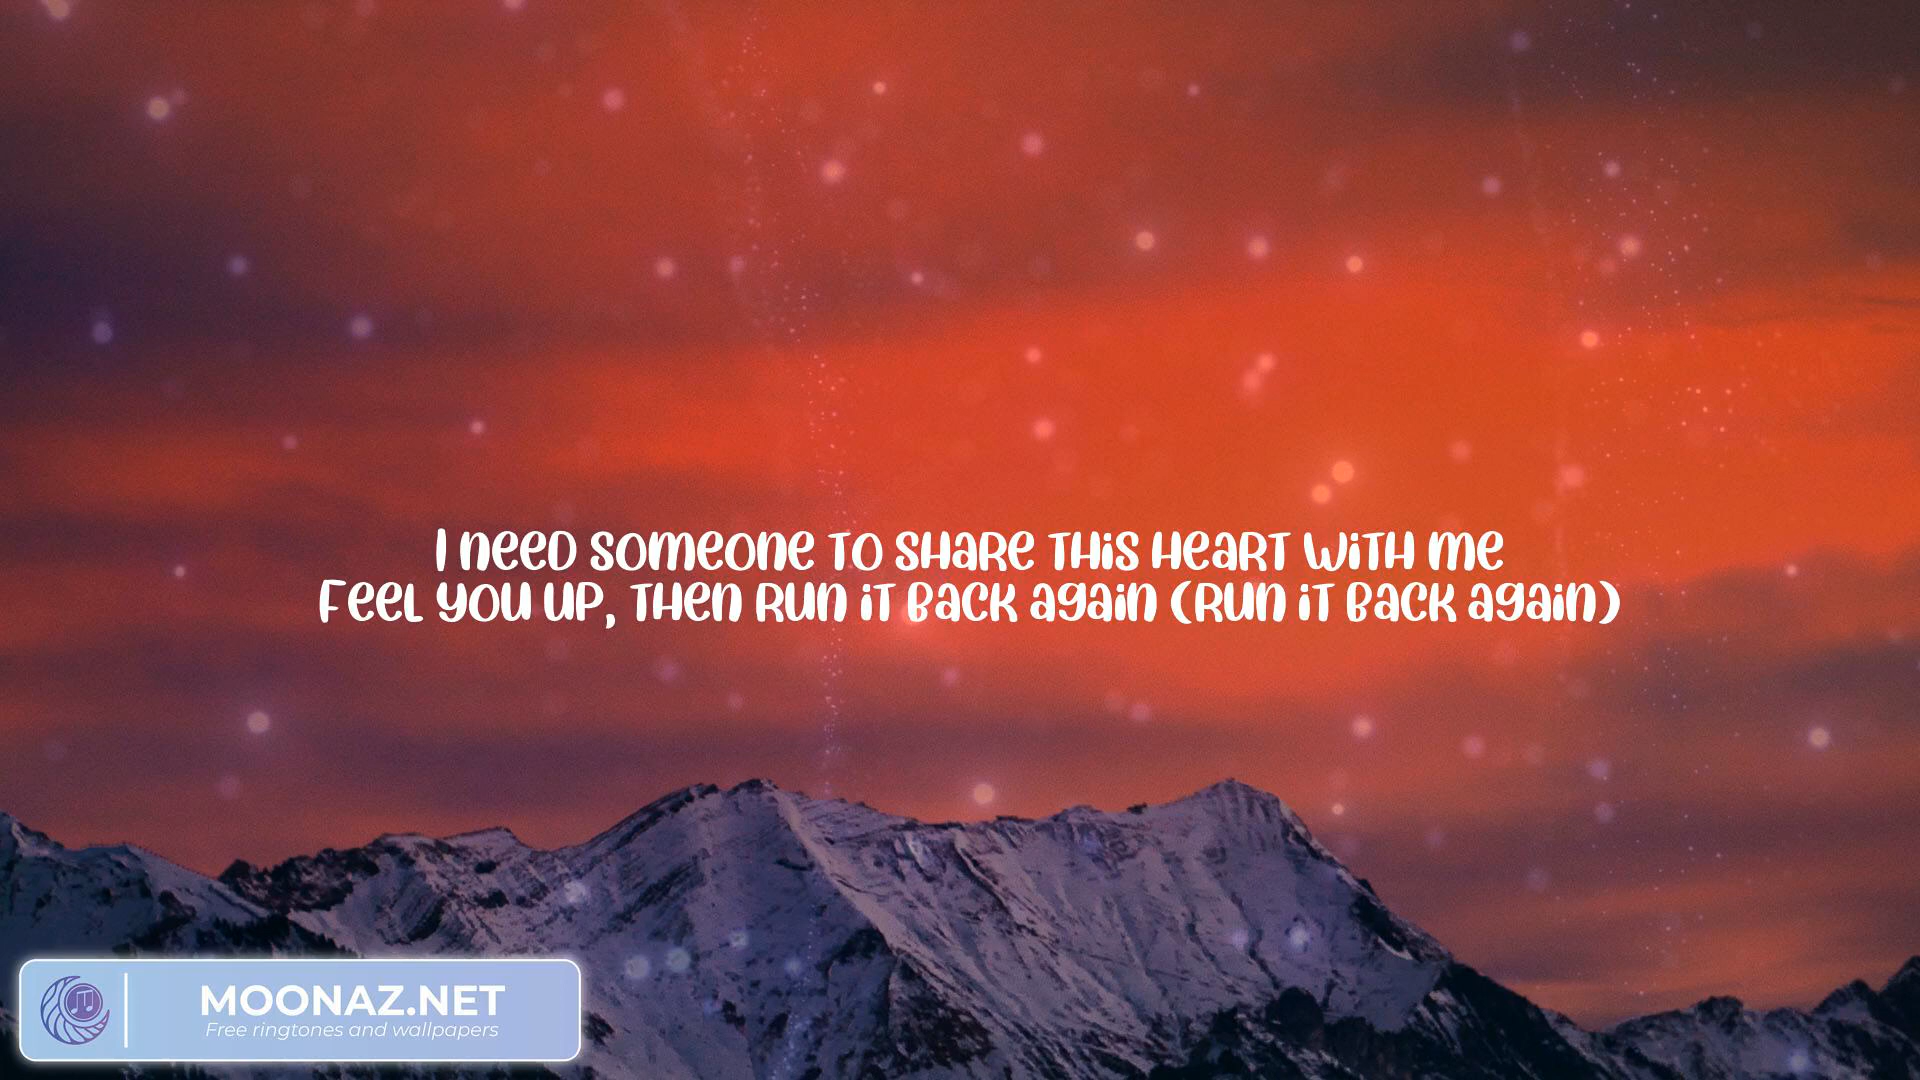 I need someone to share this heart with me
Feel you up, then run it back again (Run it back again)
MOONAZ.NET
Free ringtones and wallpapers